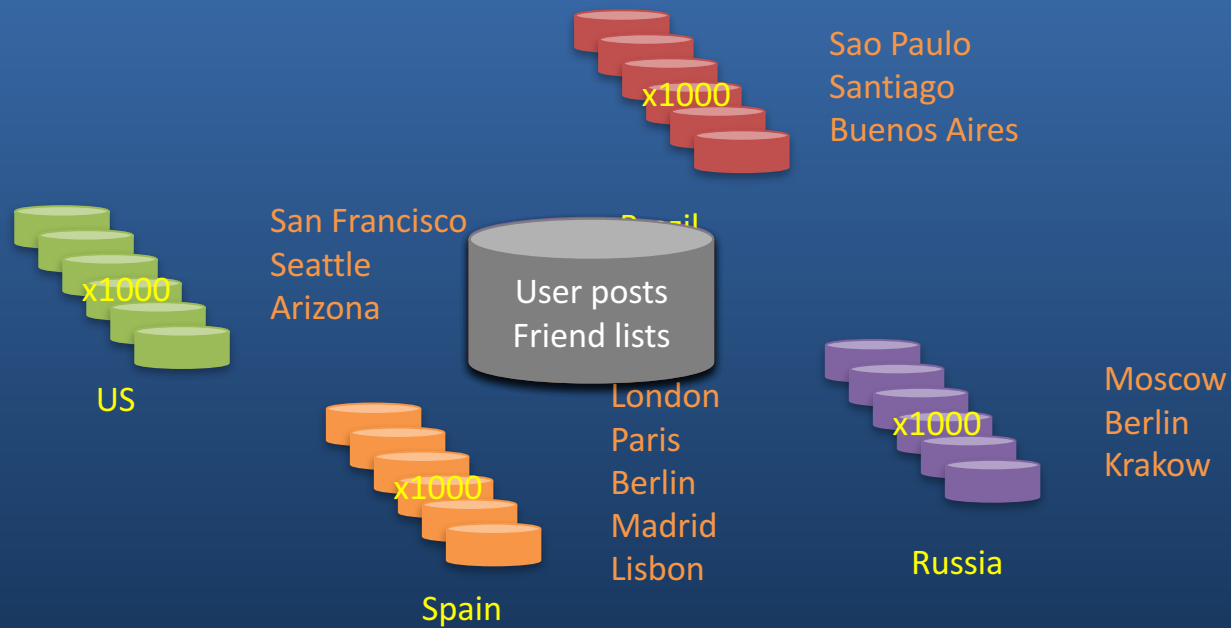 Sao Paulo
Santiago
Buenos Aires
x1000
Brazil
San Francisco
Seattle
Arizona
x1000
US
User posts
Friend lists
London
Paris
Berlin
Madrid
Lisbon
x1000
Spain
Moscow
Berlin
Krakow
x1000
Russia